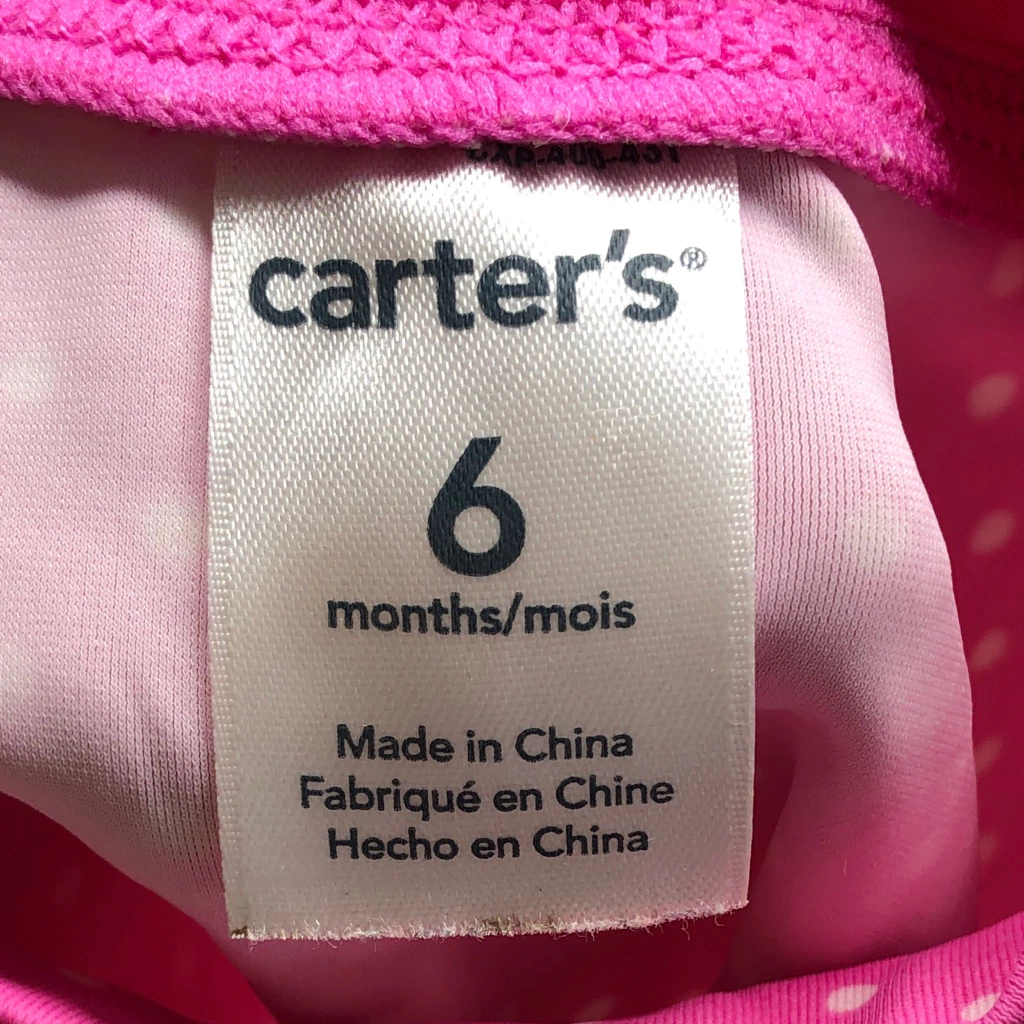 carter's®
6
months/mois
Made in China
Fabriqué en Chine
Hecho en China